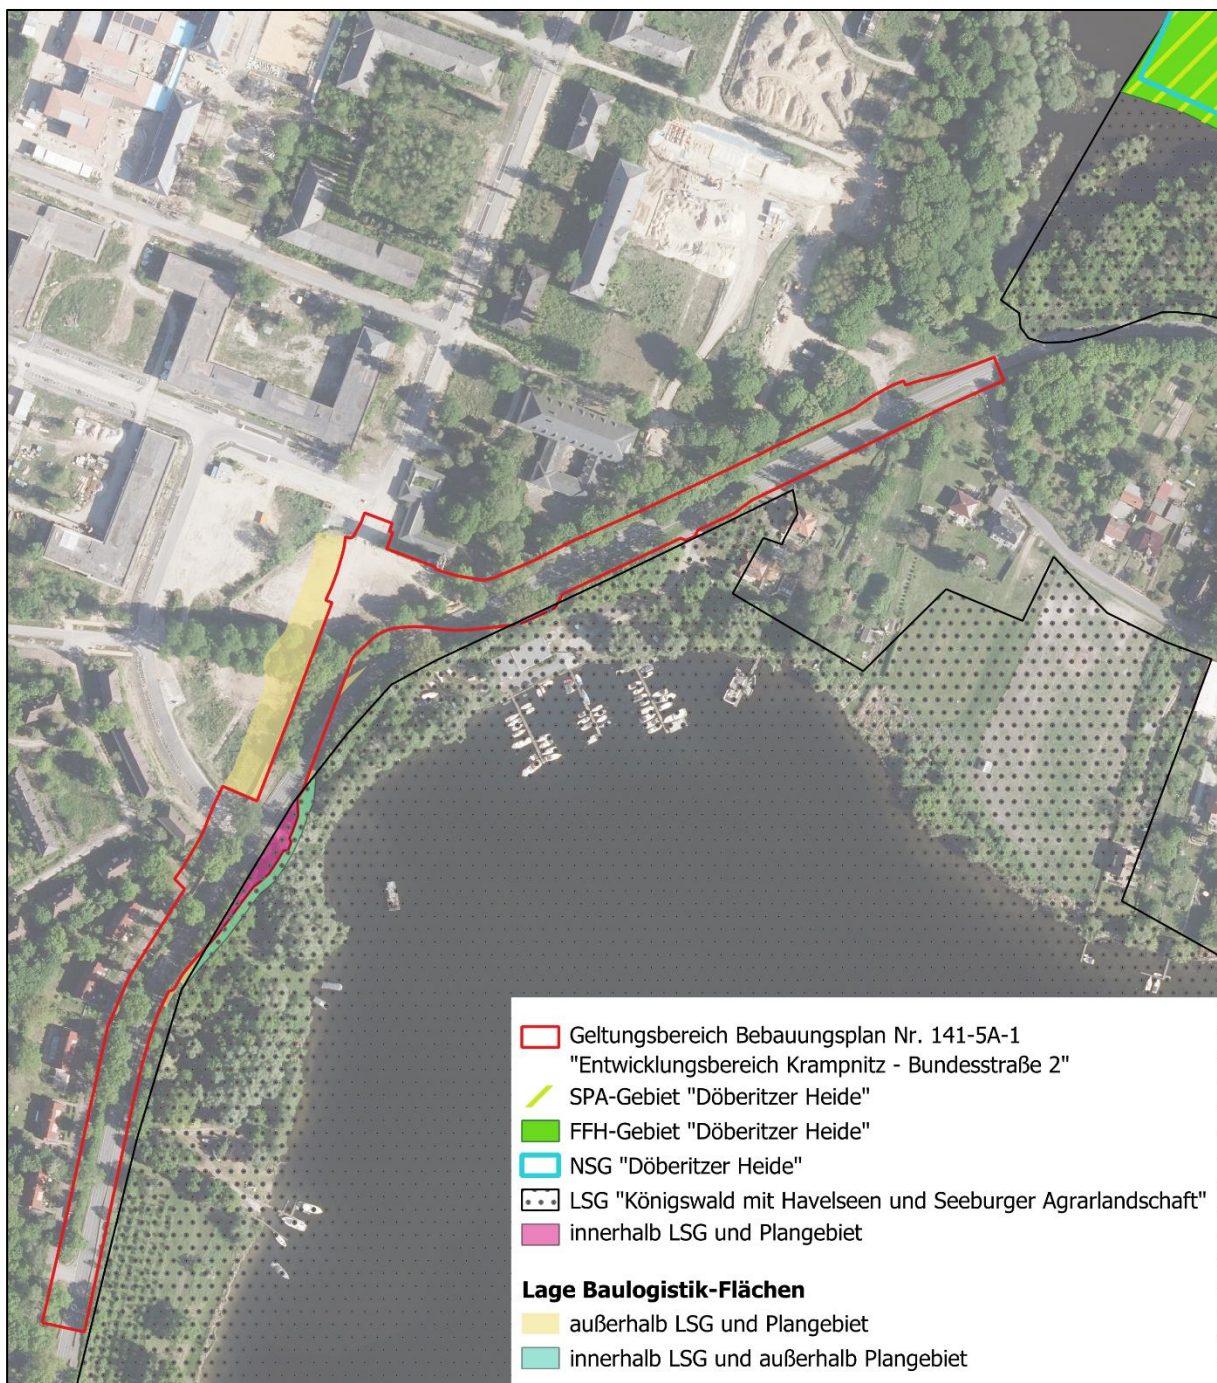 Geltungsbereich Bebauungsplan Nr. 141-5A-1
"Entwicklungsbereich Krampnitz - Bundesstraße 2"
SPA-Gebiet "Döberitzer Heide"
FFH-Gebiet "Döberitzer Heide"
NSG "Döberitzer Heide"
LSG "Königswald mit Havelseen und Seeburger Agrarlandschaft"
innerhalb LSG und Plangebiet
Lage Baulogistik-Flächen
außerhalb LSG und Plangebiet
innerhalb LSG und außerhalb Plangebiet